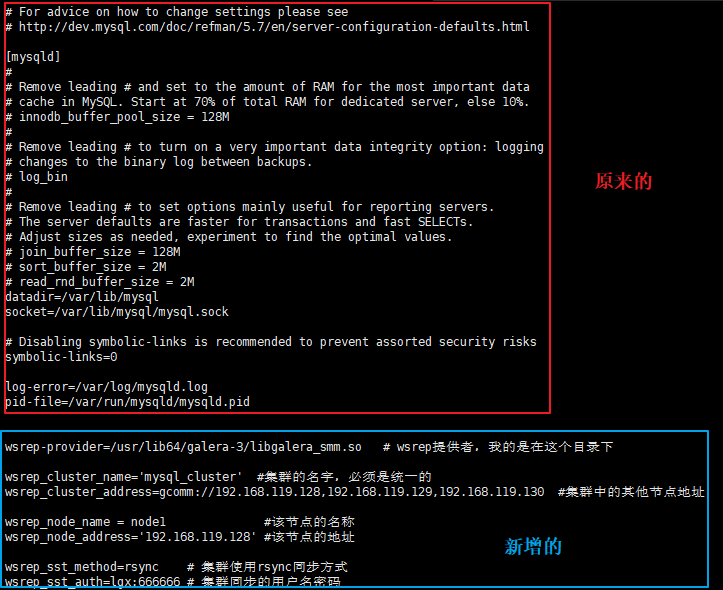 # For advice on how to change settings please see
# http://dev.mysql.com/doc/refman/5.7/en/server-configuration-defaults.html
[mysqld]
#
# Remove leading # and set to the amount of RAM for the most important data
# cache in MySQL. Start at 70% of total RAM for dedicated server, else 10%.
# innodb_buffer_pool_size = 128M
#
# Remove leading # to turn on a very important data integrity option: logging
# changes to the binary log between backups.
# log_bin
#
# Remove leading # to set options mainly useful for reporting servers.
# The server defaults are faster for transactions and fast SELECTs.
# Adjust sizes as needed, experiment to find the optimal values.
# join_buffer_size = 128M
# sort_buffer_size = 2M
# read_rnd_buffer_size = 2M
datadir=/var/lib/mysql
socket=/var/lib/mysql/mysql.sock
# Disabling symbolic-links is recommended to prevent assorted security risks
symbolic-links=0
log-error=/var/log/mysqld.log
pid-file=/var/run/mysqld/mysqld.pid
原来的
wsrep-provider=/usr/lib64/galera-3/libgalera_smm.so   # wsrep提供者, 我的是在这个目录下
wsrep_cluster_name='mysql_cluster'  #集群的名字, 必须是统一的
wsrep_cluster_address=gcomm://192.168.119.128,192.168.119.129,192.168.119.130  #集群中的其他节点地址
wsrep_node_name = node1              #该节点的名称
wsrep_node_address='192.168.119.128' #该节点的地址
wsrep_sst_method=rsync    # 集群使用rsync同步方式
wsrep_sst_auth=lgx:666666 # 集群同步的用户名密码
新增的